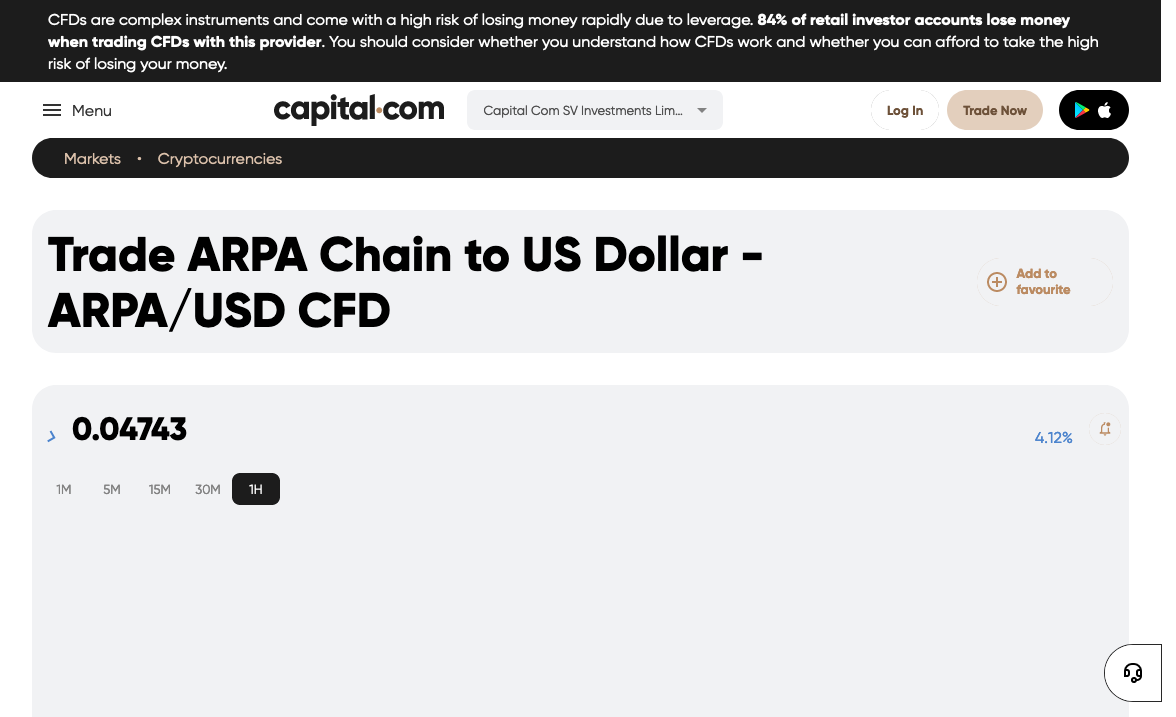 CFDs are complex instruments and come with a high risk of losing money rapidly due to leverage. 84% of retail investor accounts lose money
when trading CFDs with this provider. You should consider whether you understand how CFDs work and whether you can afford to take the high
risk of losing your money.
Menu
capital.com
Capital Com SV Investments Lim...
Log In
Trade Now
Markets • Cryptocurrencies
Trade ARPA Chain to US Dollar -
ARPA/USD CFD
Add to
favourite
0.04743
4.12%
1M 5M 15M 30M 1H